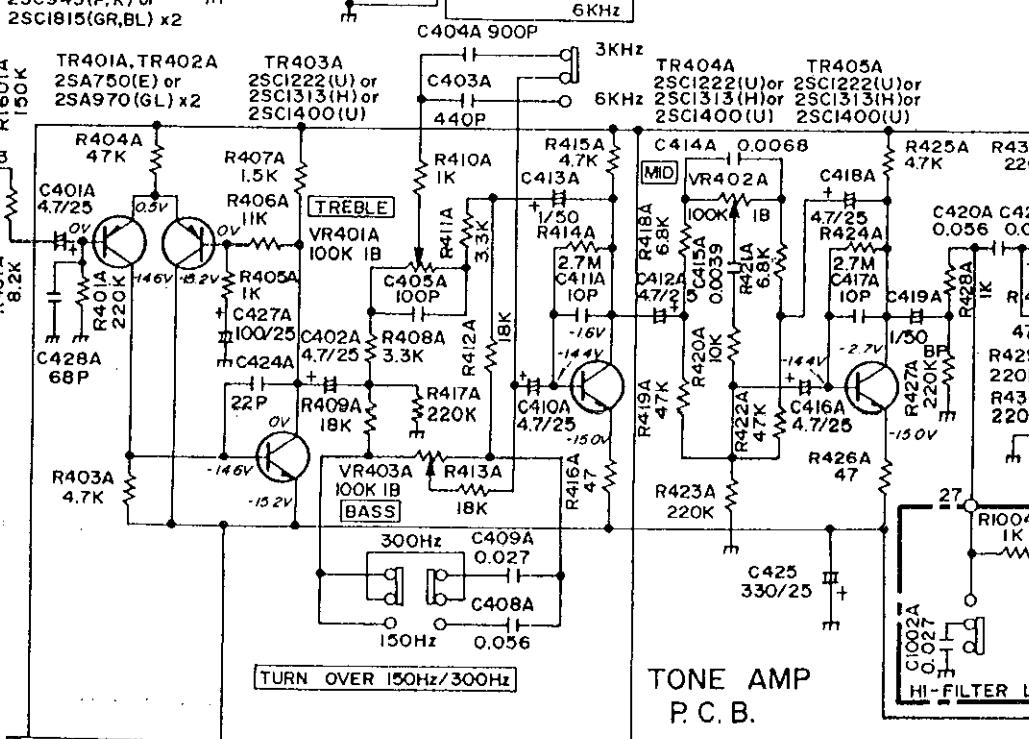 2SC1815(GR,BL) x2
6KHz
C404A 900P
3KHz
C403A
440P
6KHz
TR401A,TR402A
2SA750(E) or
2SA970(GL) x2
TR403A
2SC1222(U) or
2SC1313(H) or
2SC1400(U)
TR404A
2SC1222(U) or
2SC1313(H) or
2SC1400(U)
TR405A
2SC1222(U) or
2SC1313(H) or
2SC1400(U)
150K
R404A
47K
R407A
1.5K
R406A
11K
R410A
1K
R415A
4.7K
C414A 0.0068
R425A
4.7K
C401A
4.7/25
0.5V
0V
0V
TREBLE
VR401A
100K 1B
R411A
3.3K
C413A
1/50
R414A
2.7M
C411A
10P
MID
VR402A
100K 1B
C418A
4.7/25
R424A
2.7M
C417A
10P
C420A
0.056
8.2K
R401A
220K
-14.6V
-15.2V
R405A
1K
C427A
100/25
C405A
100P
R418A
6.8K
C412A
4.7/25
C415A
0.0039
R421A
6.8K
C419A
1/50
BP
R428A
1K
C428A
68P
C402A
4.7/25
R408A
3.3K
R412A
18K
-1.6V
-14.4V
R420A
10K
-14.4V
-2.7V
R427A
220K
C424A
22P
R409A
18K
R417A
220K
C410A
4.7/25
R419A
47K
R422A
47K
C416A
4.7/25
0V
-14.6V
-15.2V
-15.0V
-15.0V
R403A
4.7K
VR403A
100K 1B
BASS
R413A
18K
R416A
47
R423A
220K
R426A
47
27
R1004
1K
300Hz
C409A
0.027
C408A
0.056
150Hz
C425
330/25
C1002A
0.027
TURN OVER 150Hz/300Hz
TONE AMP
P.C.B.
HI-FILTER